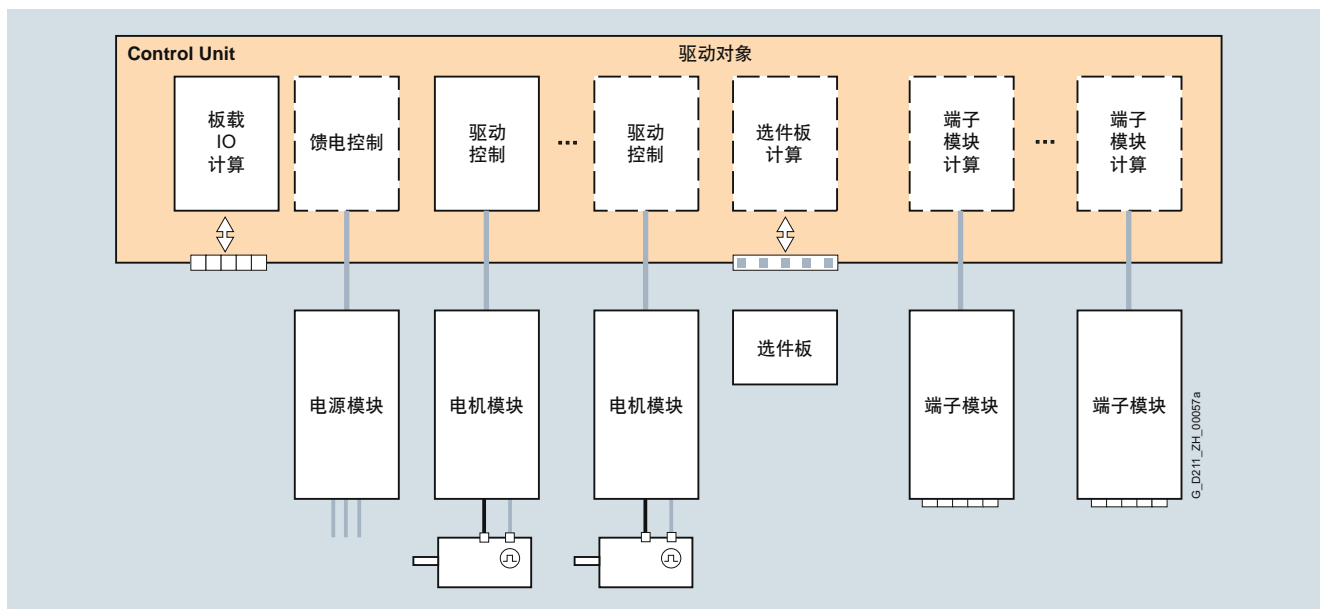 Control Unit
驱动对象
板载
IO
计算
馈电控制
驱动
控制
...
驱动
控制
选件板
计算
端子
模块
计算
...
端子
模块
计算
电源模块
电机模块
电机模块
选件板
端子模块
端子模块
G_D211_ZH_00057a